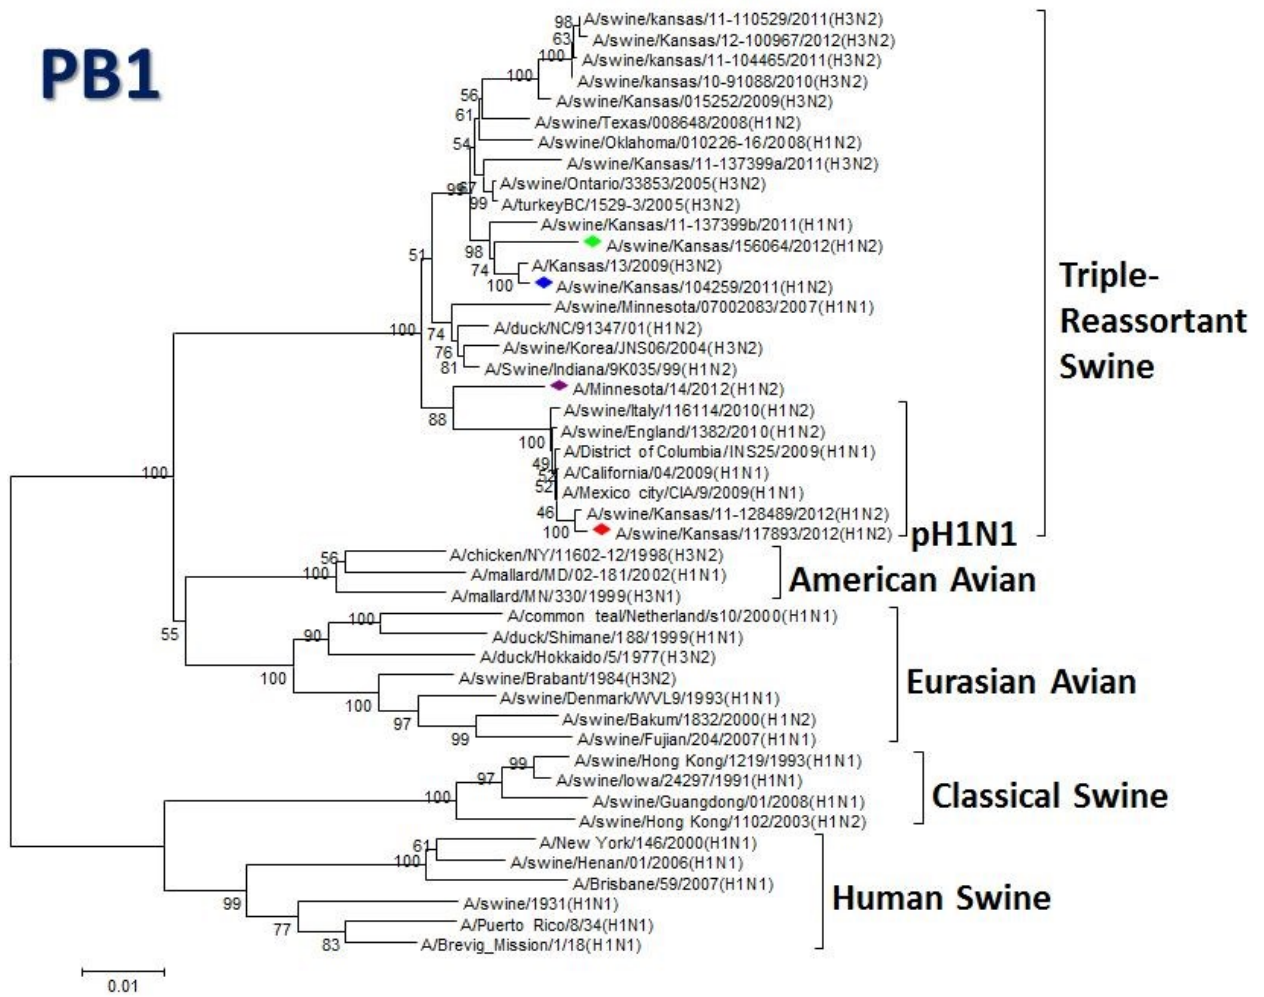 PB1
98
A/swine/kansas/11-110529/2011(H3N2)
63
A/swine/Kansas/12-100967/2012(H3N2)
100
A/swine/kansas/11-104465/2011(H3N2)
100
A/swine/kansas/10-91088/2010(H3N2)
56
A/swine/Kansas/015252/2009(H3N2)
61
A/swine/Texas/008648/2008(H1N2)
54
A/swine/Oklahoma/010226-16/2008(H1N2)
A/swine/Kansas/11-137399a/2011(H3N2)
99
67
A/swine/Ontario/33853/2005(H3N2)
99
A/turkeyBC/1529-3/2005(H3N2)
A/swine/Kansas/11-137399b/2011(H1N1)
98
A/swine/Kansas/156064/2012(H1N2)
51
74
A/Kansas/13/2009(H3N2)
100
A/swine/Kansas/104259/2011(H1N2)
A/swine/Minnesota/07002083/2007(H1N1)
100
74
A/duck/NC/91347/01(H1N2)
76
A/swine/Korea/JNS06/2004(H3N2)
81
A/Swine/Indiana/9K035/99(H1N2)
A/Minnesota/14/2012(H1N2)
88
A/swine/Italy/116114/2010(H1N2)
A/swine/England/1382/2010(H1N2)
100
A/District of Columbia/INS25/2009(H1N1)
49
A/California/04/2009(H1N1)
52
52
A/Mexico city/CIA/9/2009(H1N1)
46
A/swine/Kansas/11-128489/2012(H1N2)
100
A/swine/Kansas/117893/2012(H1N2)
Triple-
Reassortant
Swine
pH1N1
100
56
A/chicken/NY/11602-12/1998(H3N2)
100
A/mallard/MD/02-181/2002(H1N1)
A/mallard/MN/330/1999(H3N1)
American Avian
55
100
A/common teal/Netherland/s10/2000(H1N1)
90
A/duck/Shimane/188/1999(H1N1)
A/duck/Hokkaido/5/1977(H3N2)
100
A/swine/Brabant/1984(H3N2)
100
A/swine/Denmark/WVL9/1993(H1N1)
97
A/swine/Bakum/1832/2000(H1N2)
99
A/swine/Fujian/204/2007(H1N1)
Eurasian Avian
99
A/swine/Hong Kong/1219/1993(H1N1)
97
A/swine/Iowa/24297/1991(H1N1)
100
A/swine/Guangdong/01/2008(H1N1)
A/swine/Hong Kong/1102/2003(H1N2)
Classical Swine
61
A/New York/146/2000(H1N1)
100
A/swine/Henan/01/2006(H1N1)
A/Brisbane/59/2007(H1N1)
99
A/swine/1931(H1N1)
77
A/Puerto Rico/8/34(H1N1)
83
A/Brevig_Mission/1/18(H1N1)
Human Swine
0.01